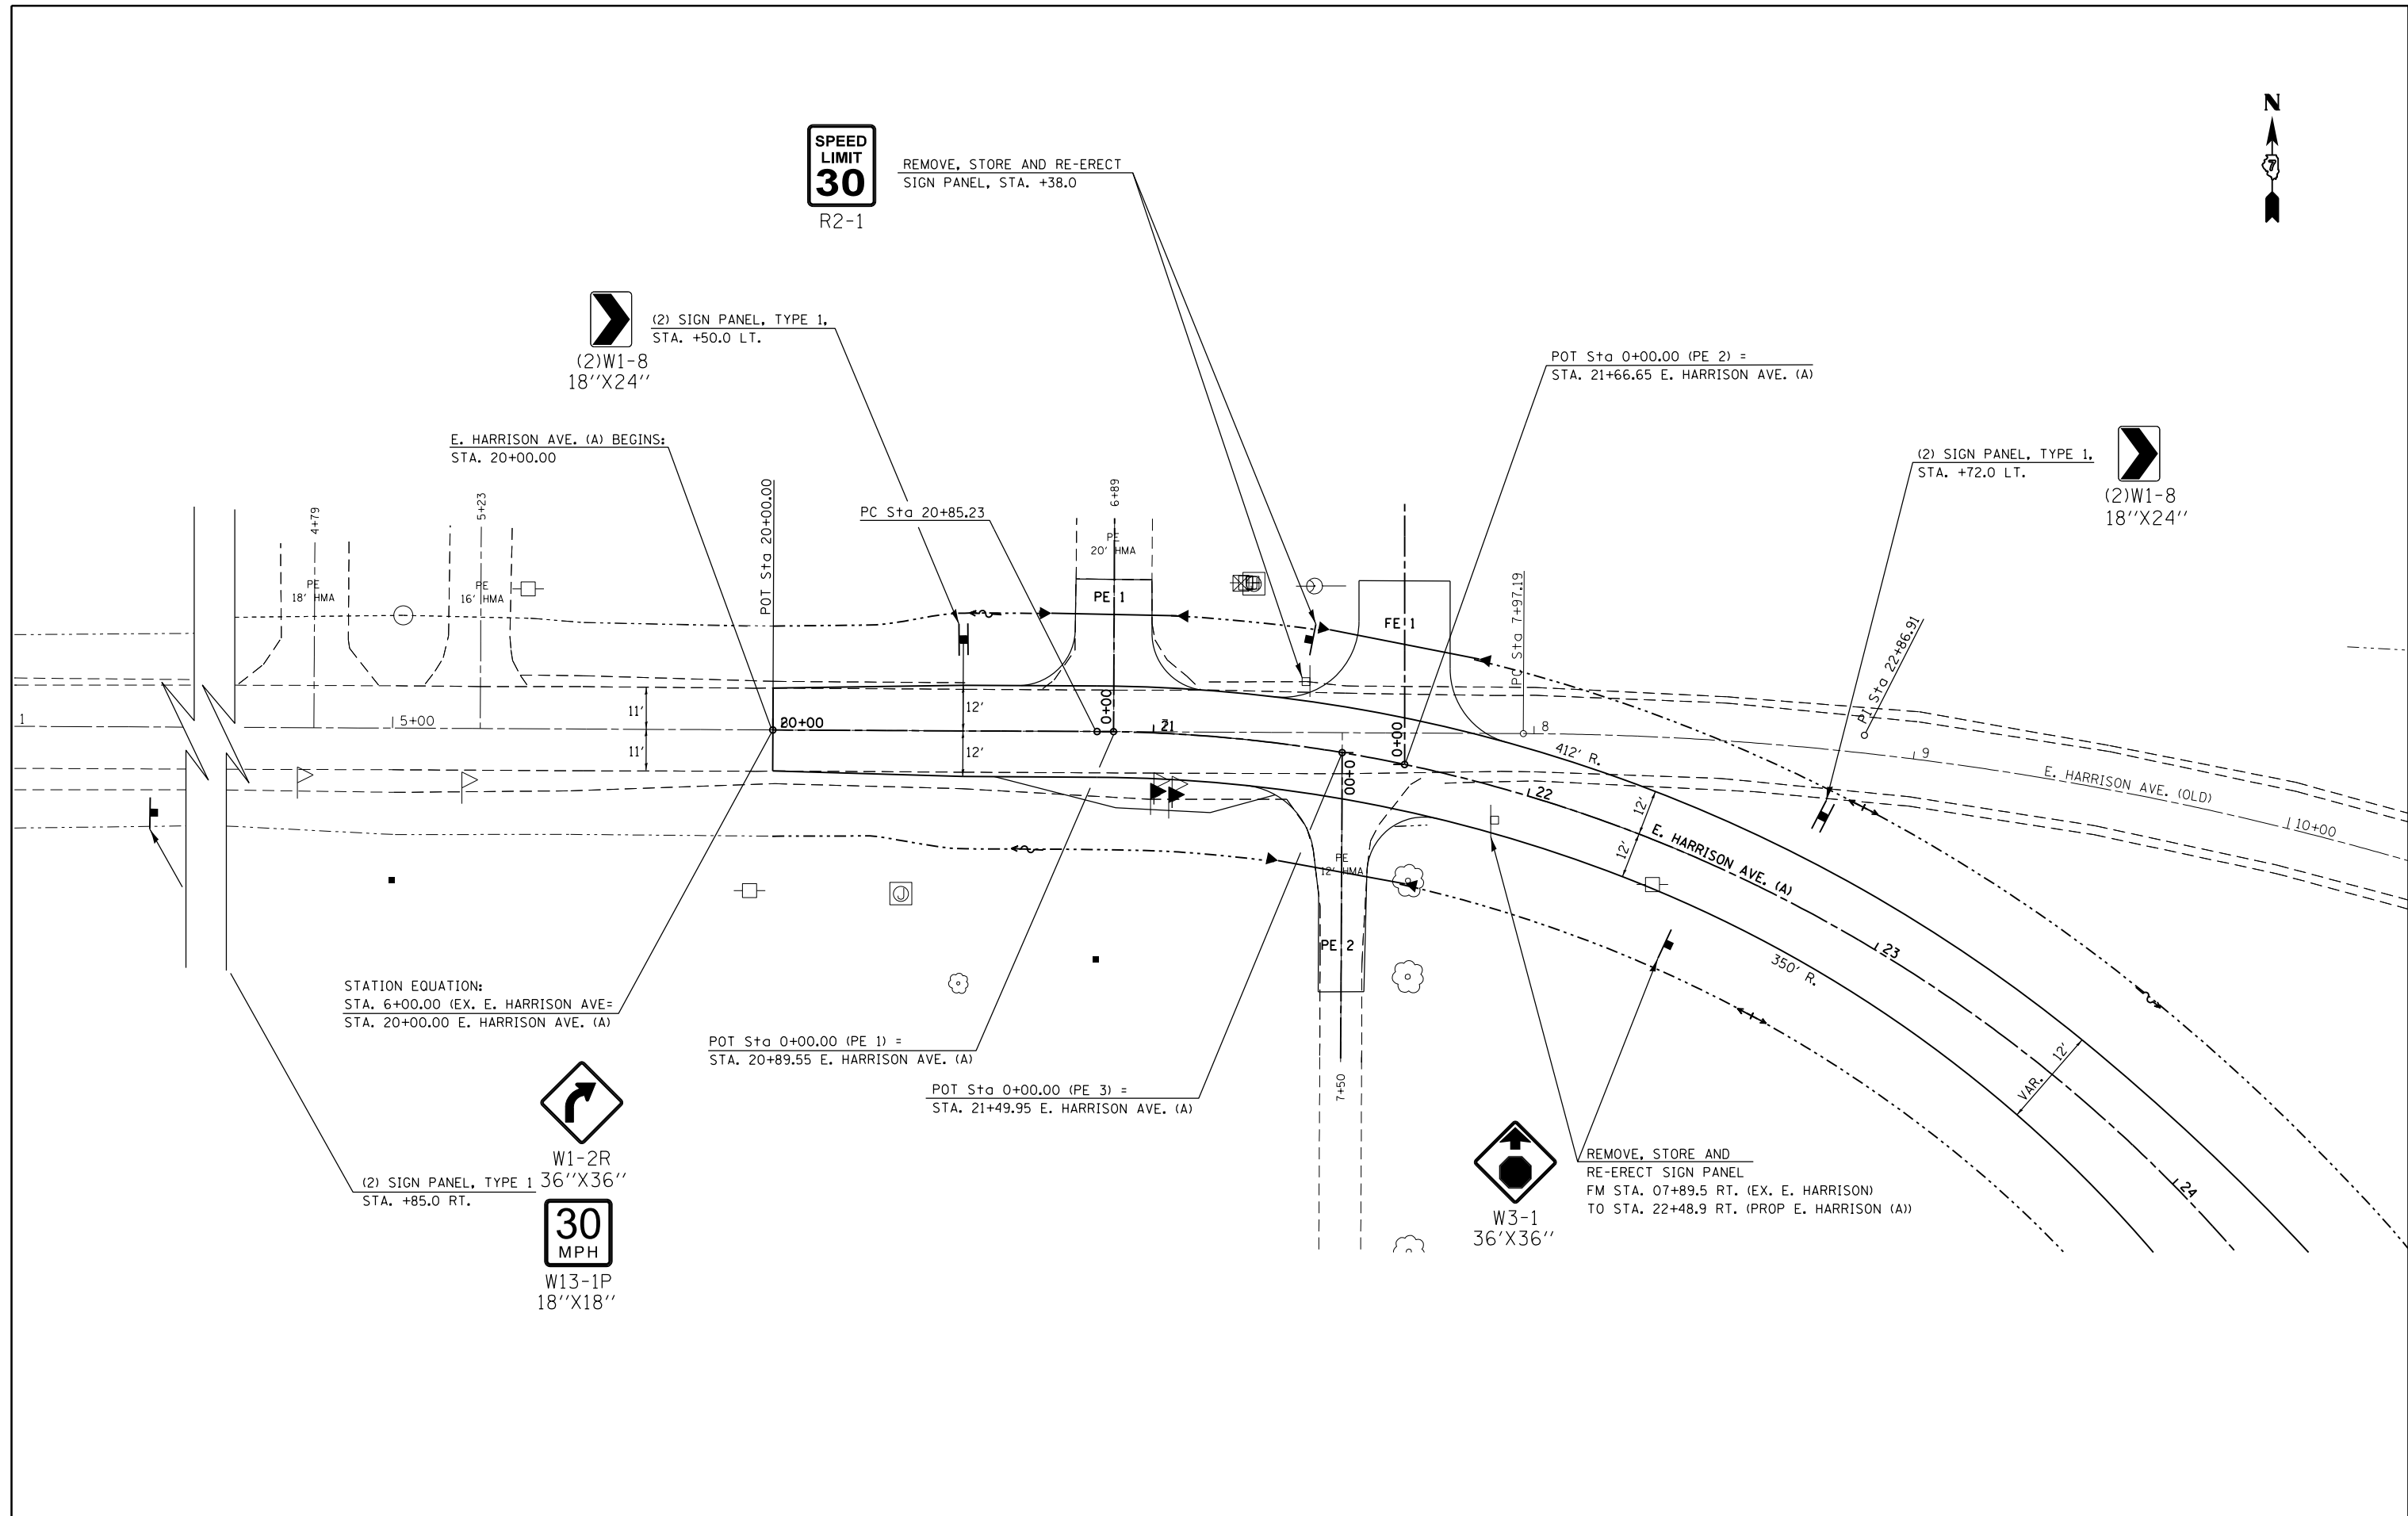 N
7
SPEED
LIMIT
30
R2-1
REMOVE, STORE AND RE-ERECT
SIGN PANEL, STA. +38.0
(2) SIGN PANEL, TYPE 1,
STA. +50.0 LT.
(2)W1-8
18''X24''
POT Sta 0+00.00 (PE 2) =
STA. 21+66.65 E. HARRISON AVE. (A)
E. HARRISON AVE. (A) BEGINS:
STA. 20+00.00
(2) SIGN PANEL, TYPE 1,
STA. +72.0 LT.
(2)W1-8
18''X24''
PC Sta 20+85.23
4+79
5+23
POT Sta 20+00.00
6+89
PE
18' HMA
PE
16' HMA
PE
20' HMA
PE 1
FE 1
PC Sta 7+97.19
PI Sta 22+86.91
1
5+00
11'
11'
20+00
12'
12'
0+00
21
0+00
0+00
8
412' R.
9
E. HARRISON AVE. (OLD)
10+00
22
12'
12'
E. HARRISON AVE. (A)
PE
12' HMA
PE 2
J
23
350' R.
12'
VAR.
24
7+50
STATION EQUATION:
STA. 6+00.00 (EX. E. HARRISON AVE=
STA. 20+00.00 E. HARRISON AVE. (A)
POT Sta 0+00.00 (PE 1) =
STA. 20+89.55 E. HARRISON AVE. (A)
POT Sta 0+00.00 (PE 3) =
STA. 21+49.95 E. HARRISON AVE. (A)
W1-2R
36''X36''
(2) SIGN PANEL, TYPE 1
STA. +85.0 RT.
30
MPH
W13-1P
18''X18''
W3-1
36'X36''
REMOVE, STORE AND
RE-ERECT SIGN PANEL
FM STA. 07+89.5 RT. (EX. E. HARRISON)
TO STA. 22+48.9 RT. (PROP E. HARRISON (A))